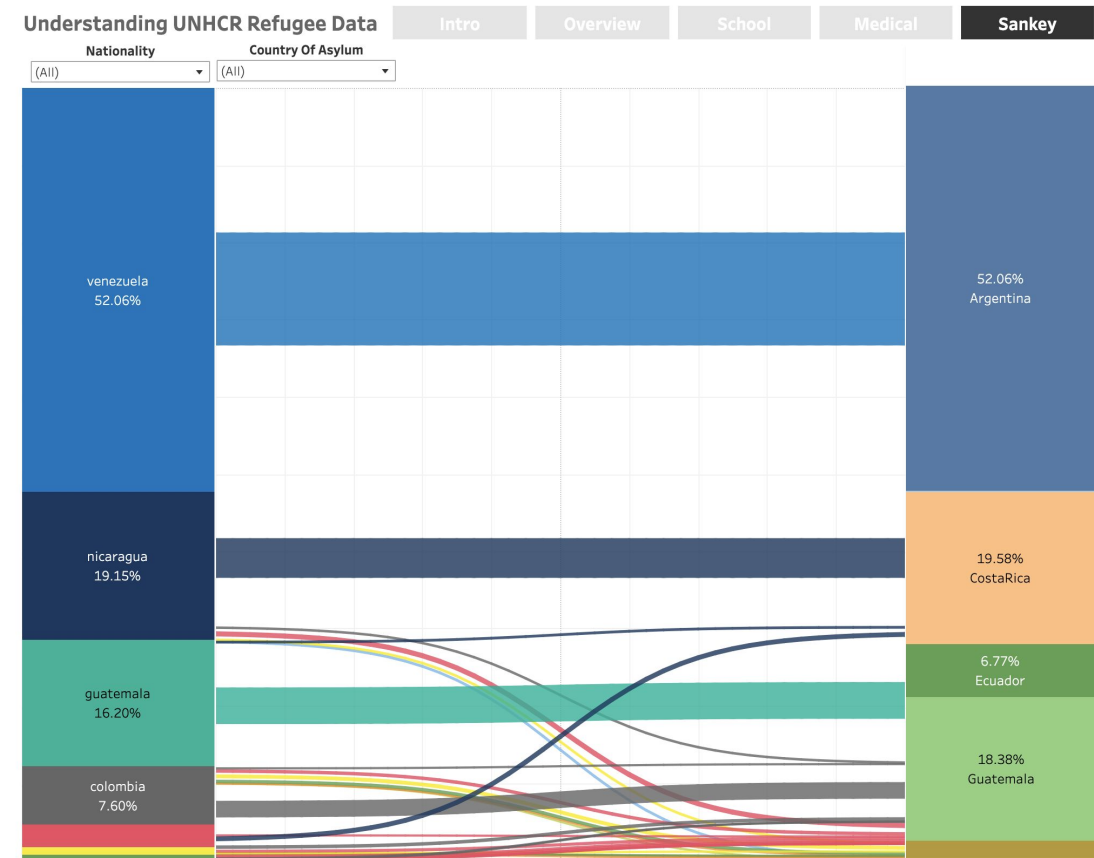 Understanding UNHCR Refugee Data
Intro
Overview
School
Medical
Sankey
Nationality
Country Of Asylum
(All)
(All)
venezuela
52.06%
52.06%
Argentina
nicaragua
19.15%
19.58%
CostaRica
6.77%
Ecuador
guatemala
16.20%
18.38%
Guatemala
colombia
7.60%